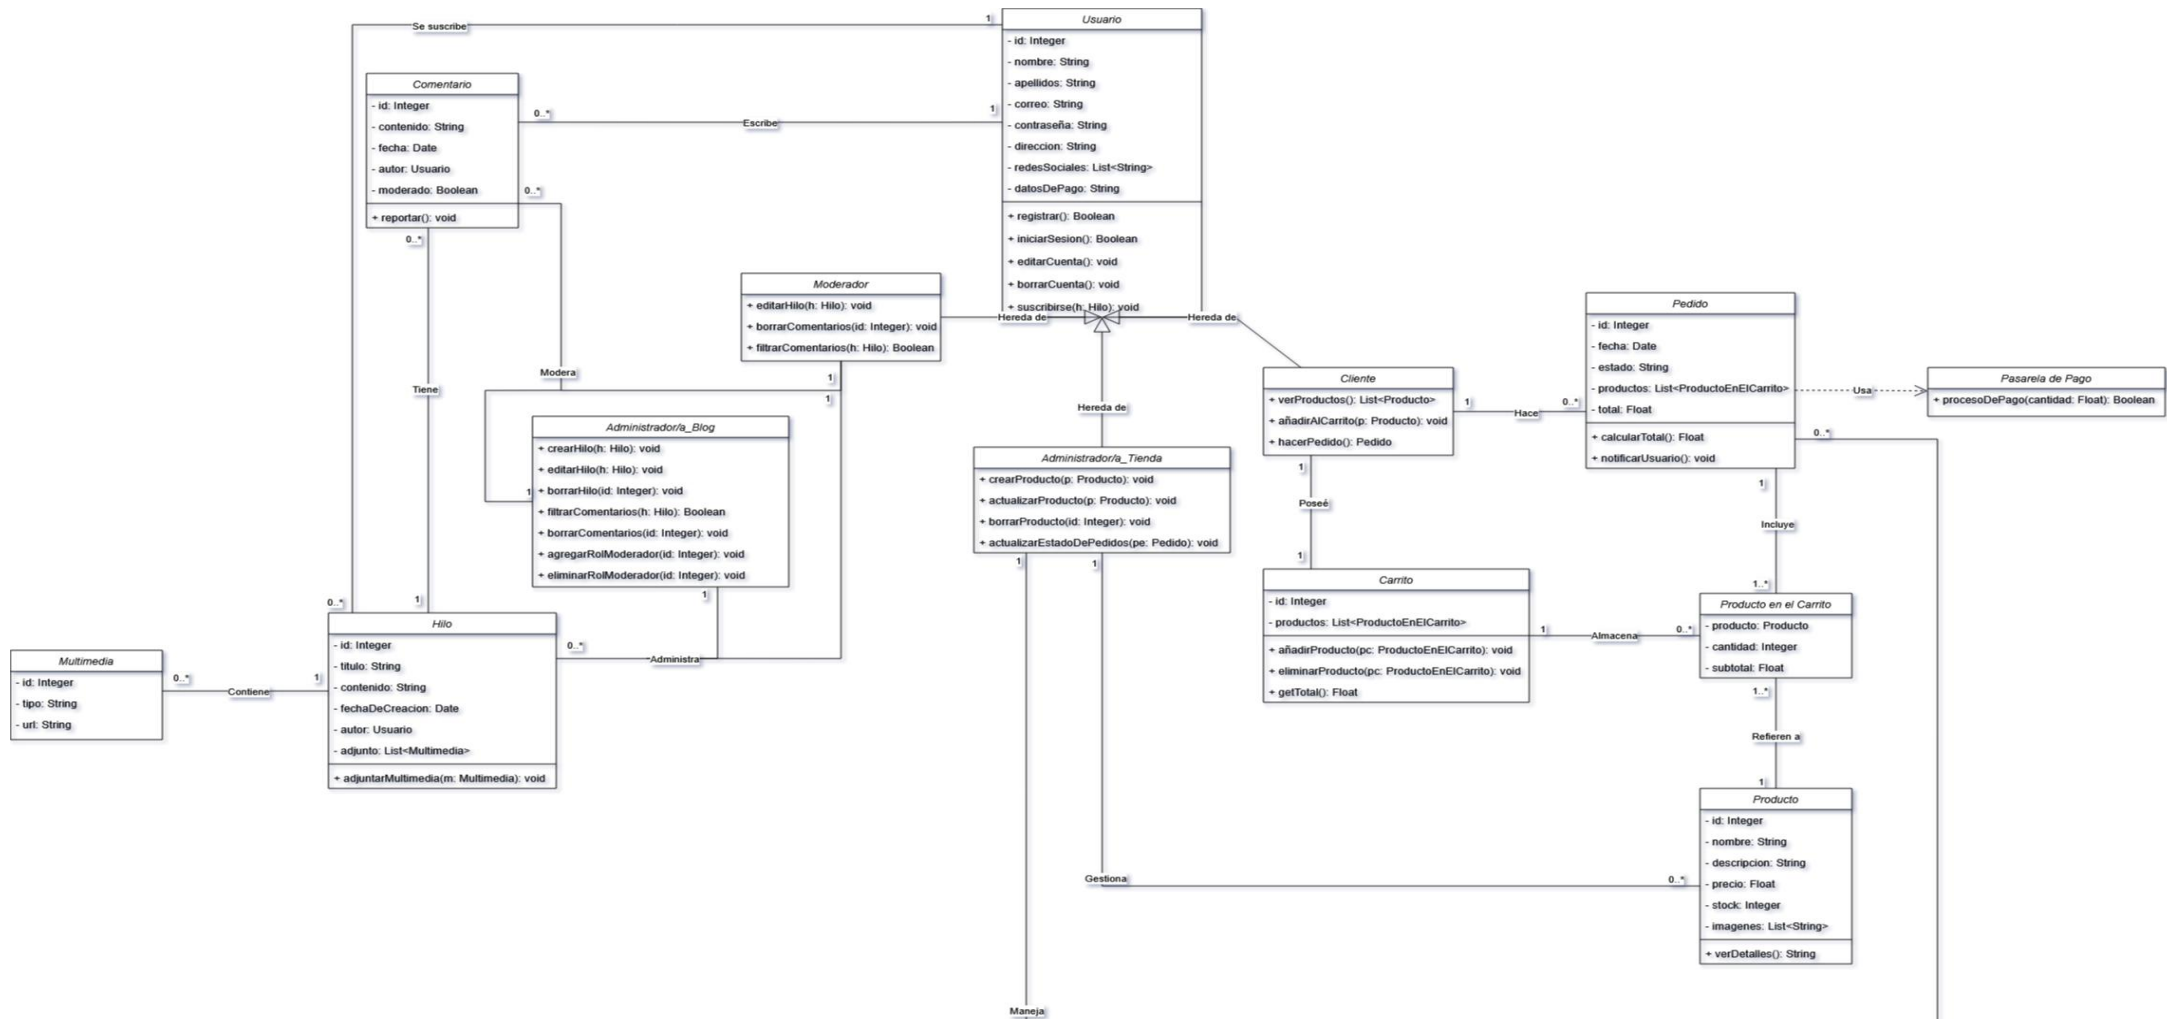 Se suscribe
1
Usuario
- id: Integer
- nombre: String
- apellidos: String
- correo: String
- contraseña: String
- direccion: String
- redesSociales: List<String>
- datosDePago: String
+ registrar(): Boolean
+ iniciarSesion(): Boolean
+ editarCuenta(): void
+ borrarCuenta(): void
+ suscribirse(h: Hilo): void
Comentario
- id: Integer
- contenido: String
- fecha: Date
- autor: Usuario
- moderado: Boolean
+ reportar(): void
0..*
Escribe
1
0..*
0..*
Modera
Tiene
1
Moderador
+ editarHilo(h: Hilo): void
+ borrarComentarios(id: Integer): void
+ filtrarComentarios(h: Hilo): Boolean
1
1
Hereda de
Hereda de
Hereda de
Administrador/a_Blog
+ crearHilo(h: Hilo): void
+ editarHilo(h: Hilo): void
+ borrarHilo(id: Integer): void
+ filtrarComentarios(h: Hilo): Boolean
+ borrarComentarios(id: Integer): void
+ agregarRolModerador(id: Integer): void
+ eliminarRolModerador(id: Integer): void
1
1
0..*
Hilo
- id: Integer
- titulo: String
- contenido: String
- fechaDeCreacion: Date
- autor: Usuario
- adjunto: List<Multimedia>
+ adjuntarMultimedia(m: Multimedia): void
0..*
Administra
Multimedia
- id: Integer
- tipo: String
- url: String
0..*
Contiene
1
Administrador/a_Tienda
+ crearProducto(p: Producto): void
+ actualizarProducto(p: Producto): void
+ borrarProducto(id: Integer): void
+ actualizarEstadoDePedidos(pe: Pedido): void
1
1
Gestiona
0..*
Maneja
Cliente
+ verProductos(): List<Producto>
+ añadirAlCarrito(p: Producto): void
+ hacerPedido(): Pedido
1
Hace
0..*
1
Poseé
1
Pedido
- id: Integer
- fecha: Date
- estado: String
- productos: List<ProductoEnElCarrito>
- total: Float
+ calcularTotal(): Float
+ notificarUsuario(): void
Usa
Pasarela de Pago
+ procesoDePago(cantidad: Float): Boolean
0..*
1
Incluye
1..*
Carrito
- id: Integer
- productos: List<ProductoEnElCarrito>
+ añadirProducto(pc: ProductoEnElCarrito): void
+ eliminarProducto(pc: ProductoEnElCarrito): void
+ getTotal(): Float
1
Almacena
0..*
Producto en el Carrito
- producto: Producto
- cantidad: Integer
- subtotal: Float
1..*
Refieren a
1
Producto
- id: Integer
- nombre: String
- descripcion: String
- precio: Float
- stock: Integer
- imagenes: List<String>
+ verDetalles(): String